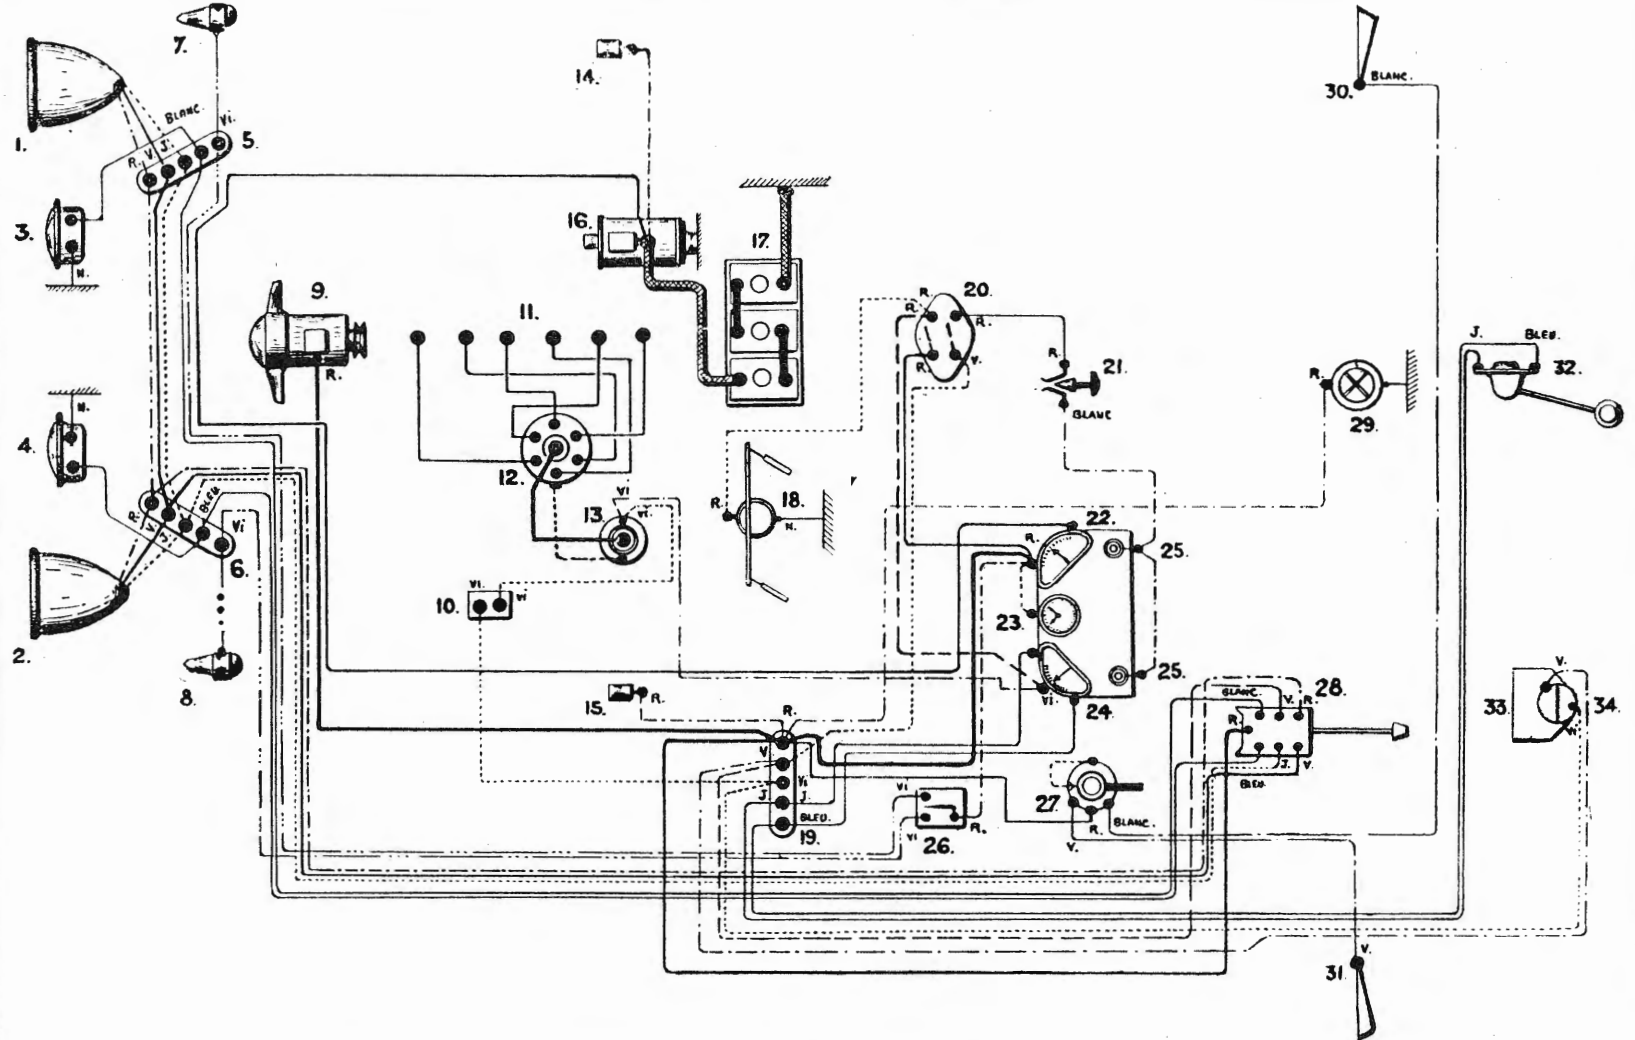 7.
14.
30.
BLANC.
1.
BLANC.
Vi.
5.
R. V. J.
3.
N.
16.
17.
9.
11.
R.
20.
R.
R.
R.
R.
V.
R.
21.
BLANC
J.
BLEU.
32.
R.
29.
N.
4.
12.
Vi
13.
Vi.
R.
18.
N.
R.
V.
J.
BLEU.
Vi
6.
2.
8.
22.
R.
25.
23.
25.
Vi.
24.
10.
Vi.
Vi
15.
R.
R.
V
Vi
J
J.
BLEU.
19.
Vi
Vi
R.
26.
27.
R.
V.
BLANC.
BLANC.
V.
R.
28.
R.
J.
V.
BLEU.
V.
33.
34.
Vi
V.
31.